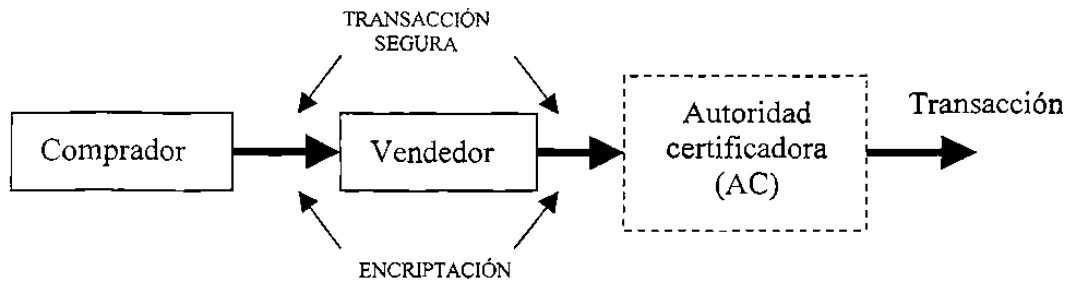 TRANSACCIÓN
SEGURA
Comprador
Vendedor
Autoridad
certificadora
(AC)
Transacción
ENCRIPTACIÓN